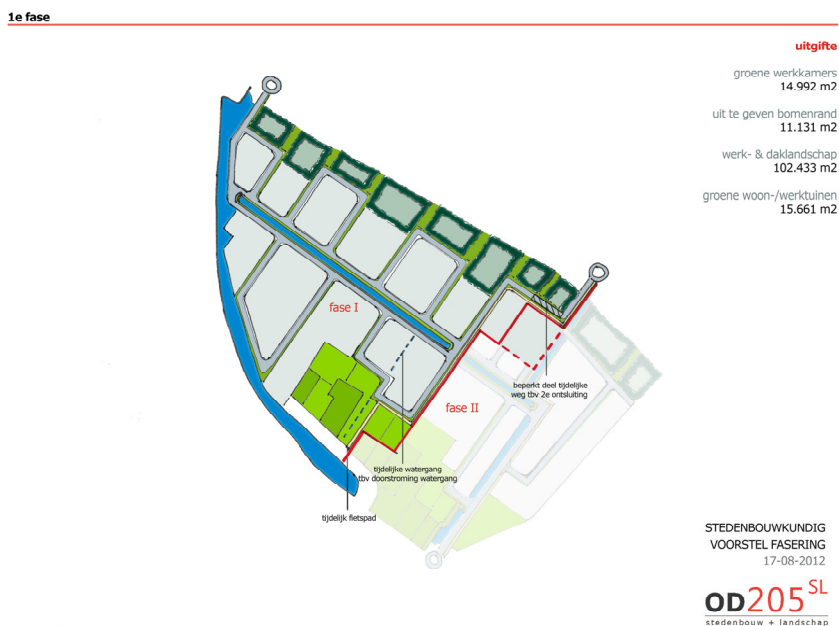 1e fase
uitgifte
groene werkkamers
14.992 m2
uit te geven bomenrand
11.131 m2
werk- & daklandschap
102.433 m2
groene woon-/werktuinen
15.661 m2
fase I
fase II
beperkt deel tijdelijke
weg tbv 2e ontsluiting
tijdelijke watergang
tbv doorstroming watergang
tijdelijk fietspad
STEDENBOUWKUNDIG
VOORSTEL FASERING
17-08-2012
OD205 SL
stedenbouw + landschap